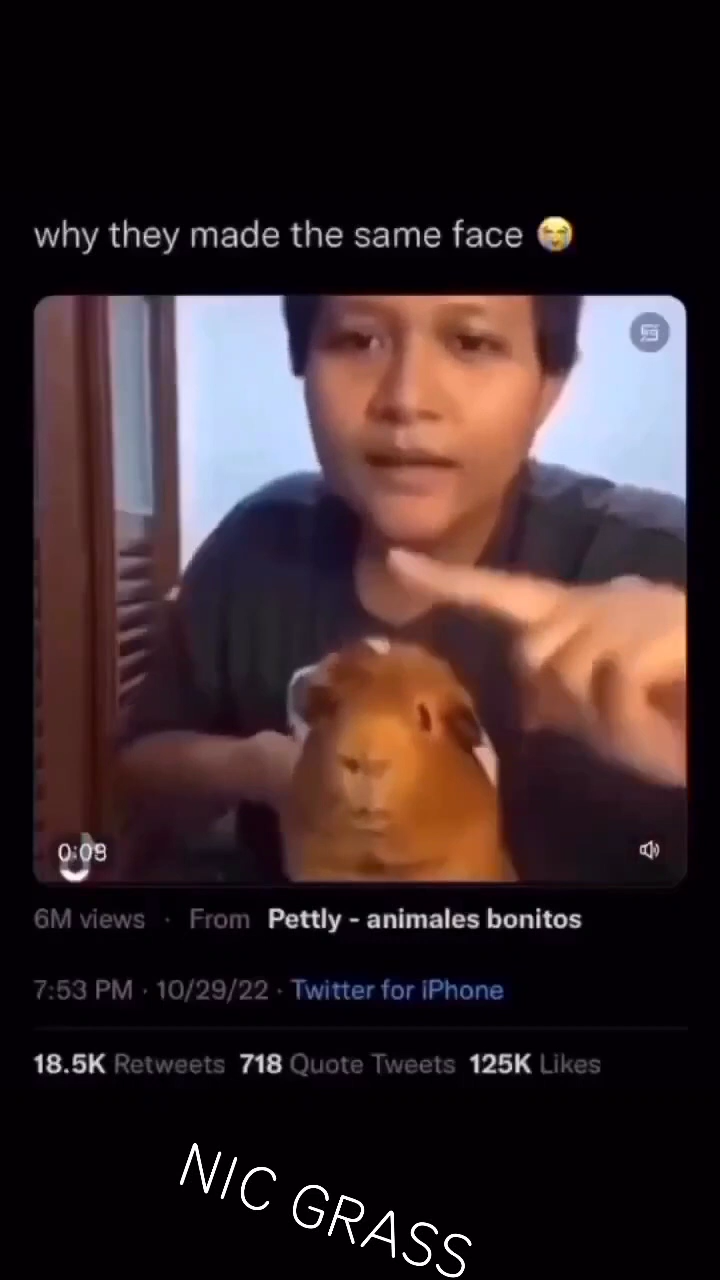 why they made the same face 😭
0:09
6M views · From Pettly - animales bonitos
7:53 PM · 10/29/22 · Twitter for iPhone
18.5K Retweets 718 Quote Tweets 125K Likes
NIC GRASS